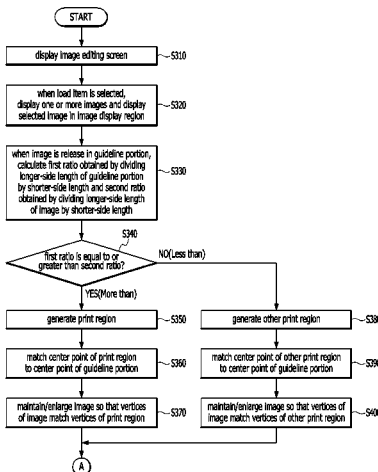 START
display image editing screen
S310
when load item is selected,
display one or more images and display
selected image in image display region
S320
when image is release in guideline portion,
calculate first ratio obtained by dividing
longer-side length of guideline portion
by shorter-side length and second ratio
obtained by dividing longer-side length
of image by shorter-side length
S330
S340
first ratio is equal to or
greater than second ratio?
NO(Less than)
YES(More than)
generate print region
S350
generate other print region
S380
match center point of print region
to center point of guideline portion
S360
match center point of other print region
to center point of guideline portion
S390
maintain/enlarge image so that vertices
of image match vertices of print region
S370
maintain/enlarge image so that vertices of
image match vertices of other print region
S400
A